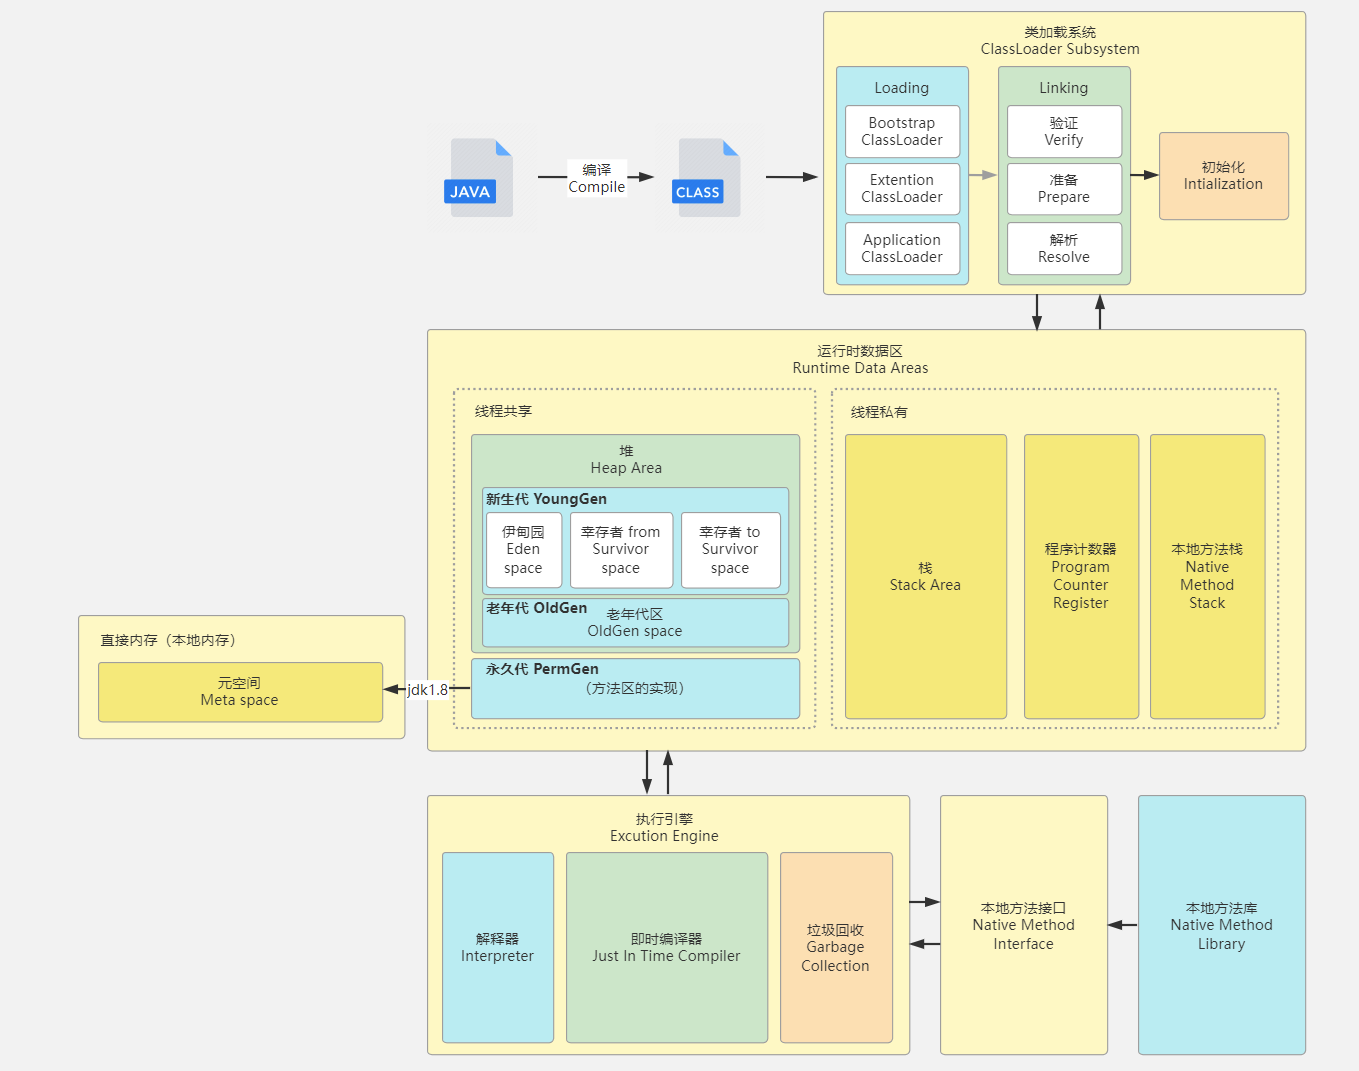 类加载系统
ClassLoader Subsystem
Loading
Bootstrap
ClassLoader
Extention
ClassLoader
Application
ClassLoader
Linking
验证
Verify
准备
Prepare
解析
Resolve
初始化
Intialization
JAVA
编译
Compile
CLASS
运行时数据区
Runtime Data Areas
线程共享
堆
Heap Area
新生代 YoungGen
伊甸园
Eden
space
幸存者 from
Survivor
space
幸存者 to
Survivor
space
老年代 OldGen
老年代区
OldGen space
永久代 PermGen
（方法区的实现）
线程私有
栈
Stack Area
程序计数器
Program
Counter
Register
本地方法栈
Native
Method
Stack
直接内存（本地内存）
元空间
Meta space
jdk1.8
执行引擎
Excution Engine
解释器
Interpreter
即时编译器
Just In Time Compiler
垃圾回收
Garbage
Collection
本地方法接口
Native Method
Interface
本地方法库
Native Method
Library